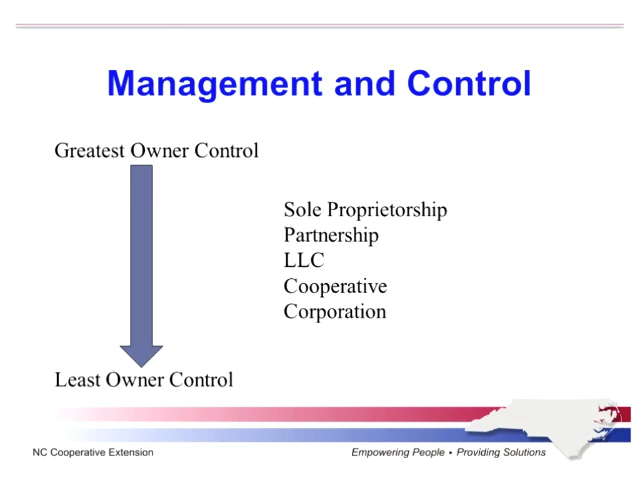 Management and Control
Greatest Owner Control
Sole Proprietorship
Partnership
LLC
Cooperative
Corporation
Least Owner Control
NC Cooperative Extension
Empowering People • Providing Solutions